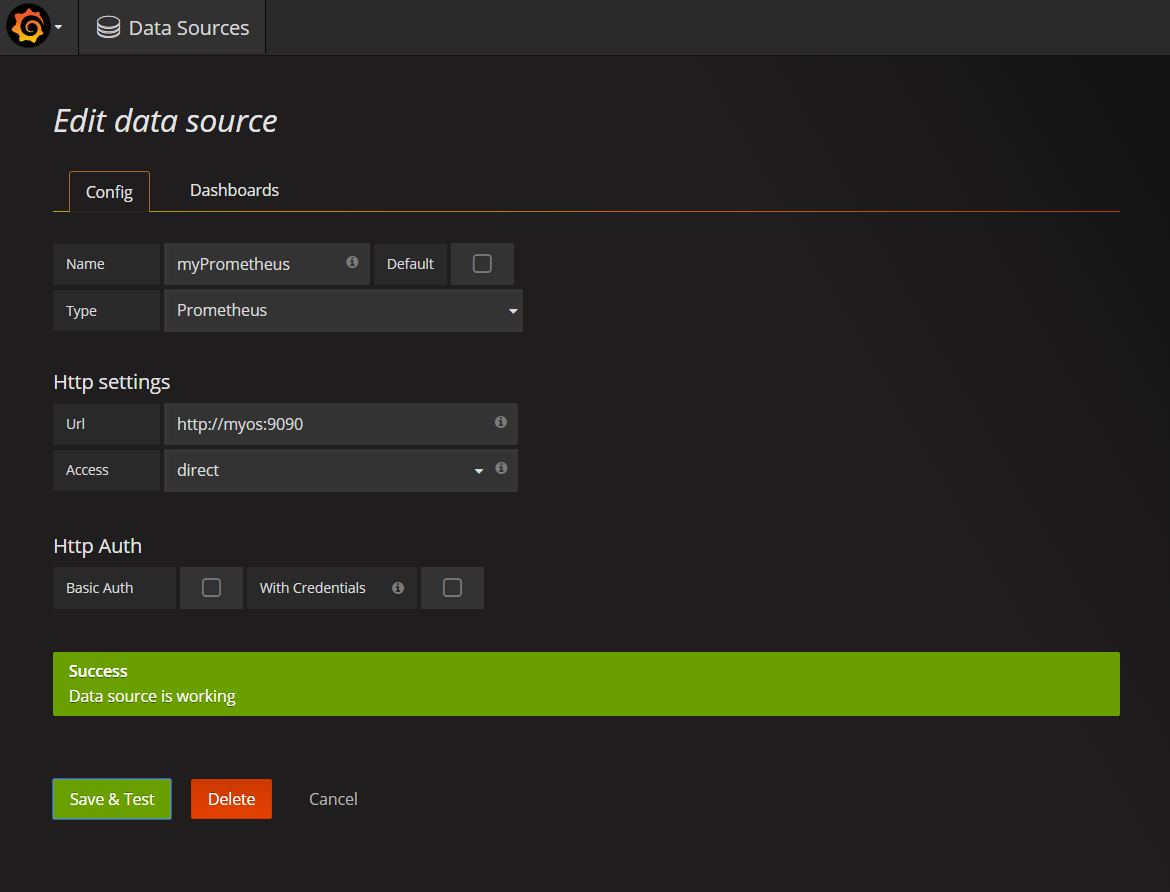 Data Sources
Edit data source
Config Dashboards
Name myPrometheus Default
Type Prometheus
Http settings
Url http://myos:9090
Access direct
Http Auth
Basic Auth With Credentials
Success
Data source is working
Save & Test Delete Cancel